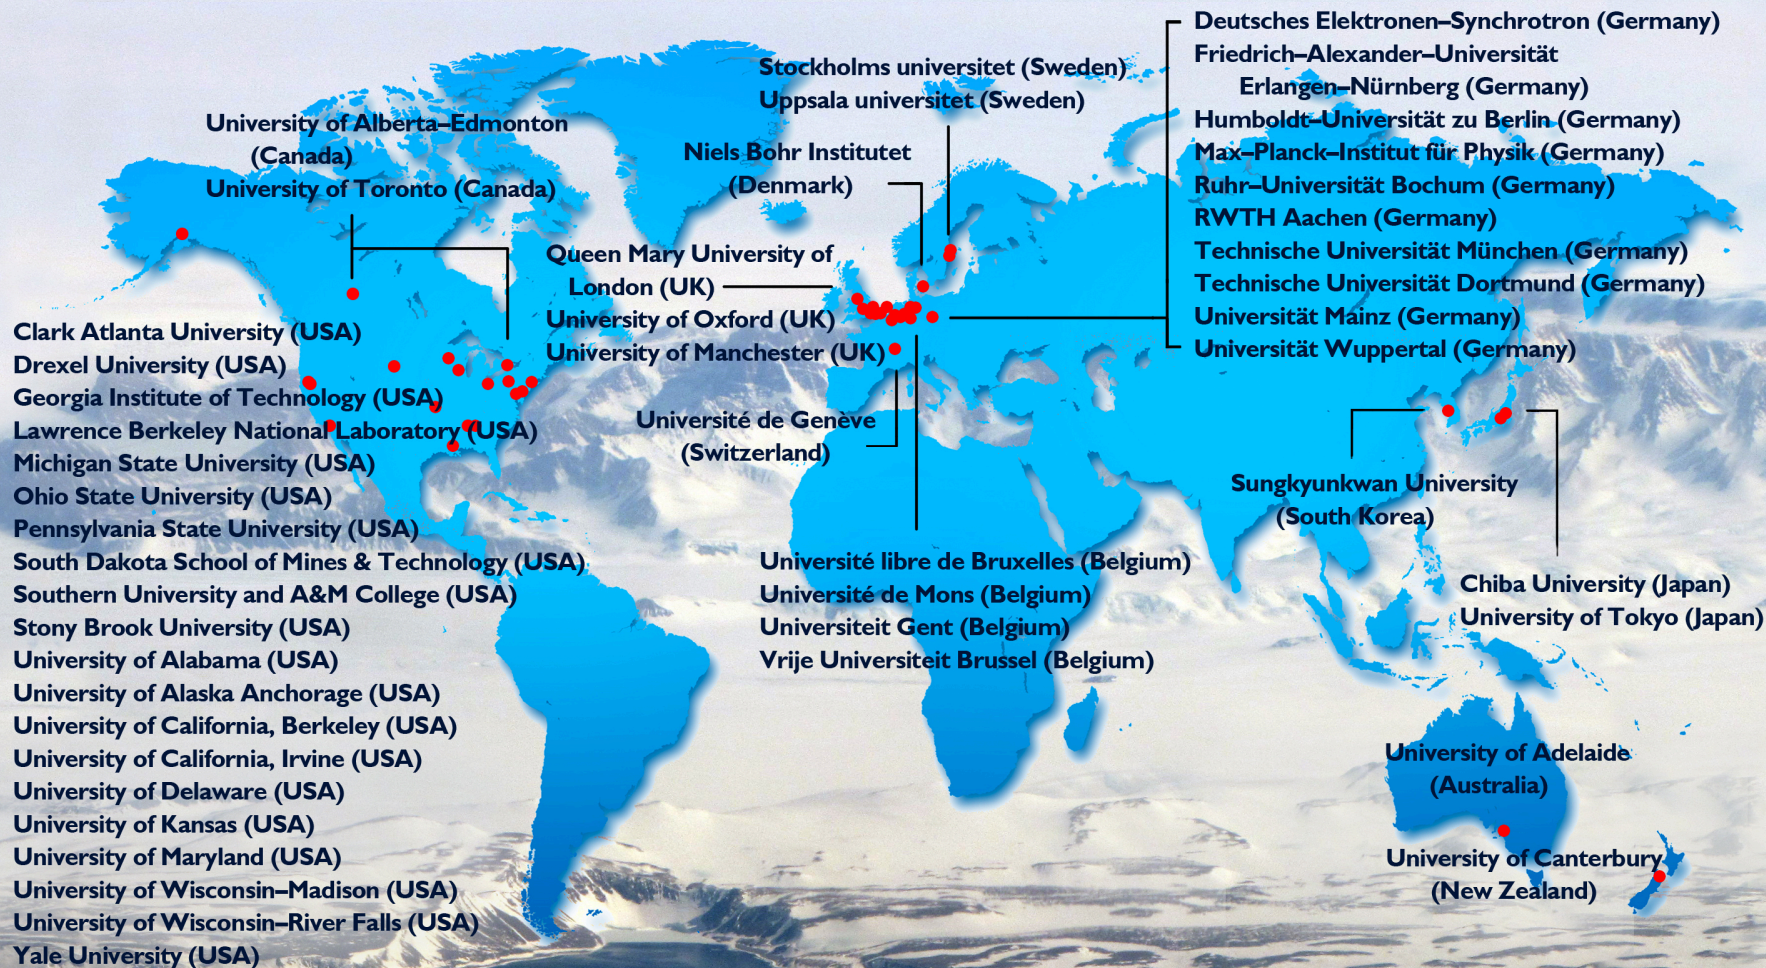 Deutsches Elektronen–Synchrotron (Germany)
Friedrich–Alexander–Universität
Erlangen–Nürnberg (Germany)
Humboldt–Universität zu Berlin (Germany)
Max–Planck–Institut für Physik (Germany)
Ruhr–Universität Bochum (Germany)
RWTH Aachen (Germany)
Technische Universität München (Germany)
Technische Universität Dortmund (Germany)
Universität Mainz (Germany)
Universität Wuppertal (Germany)
Stockholms universitet (Sweden)
Uppsala universitet (Sweden)
Niels Bohr Institutet
(Denmark)
University of Alberta–Edmonton
(Canada)
University of Toronto (Canada)
Queen Mary University of
London (UK)
University of Oxford (UK)
University of Manchester (UK)
Université de Genève
(Switzerland)
Clark Atlanta University (USA)
Drexel University (USA)
Georgia Institute of Technology (USA)
Lawrence Berkeley National Laboratory (USA)
Michigan State University (USA)
Ohio State University (USA)
Pennsylvania State University (USA)
South Dakota School of Mines & Technology (USA)
Southern University and A&M College (USA)
Stony Brook University (USA)
University of Alabama (USA)
University of Alaska Anchorage (USA)
University of California, Berkeley (USA)
University of California, Irvine (USA)
University of Delaware (USA)
University of Kansas (USA)
University of Maryland (USA)
University of Wisconsin–Madison (USA)
University of Wisconsin–River Falls (USA)
Yale University (USA)
Université libre de Bruxelles (Belgium)
Université de Mons (Belgium)
Universiteit Gent (Belgium)
Vrije Universiteit Brussel (Belgium)
Sungkyunkwan University
(South Korea)
Chiba University (Japan)
University of Tokyo (Japan)
University of Adelaide
(Australia)
University of Canterbury
(New Zealand)